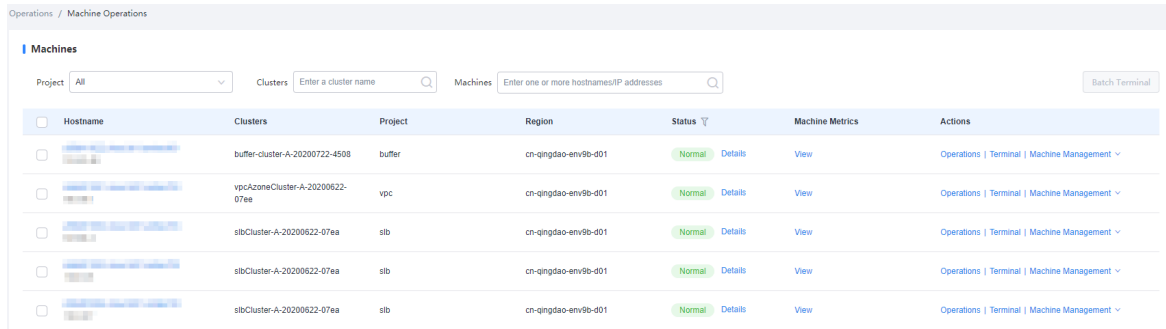 Operations / Machine Operations
Machines
Project All Clusters Enter a cluster name Machines Enter one or more hostnames/IP addresses Batch Terminal
Hostname Clusters Project Region Status Machine Metrics Actions
buffer-cluster-A-20200722-4508 buffer cn-qingdao-env9b-d01 Normal Details View Operations | Terminal | Machine Management
vpcAzoneCluster-A-20200622-
07ee vpc cn-qingdao-env9b-d01 Normal Details View Operations | Terminal | Machine Management
slbCluster-A-20200622-07ea slb cn-qingdao-env9b-d01 Normal Details View Operations | Terminal | Machine Management
slbCluster-A-20200622-07ea slb cn-qingdao-env9b-d01 Normal Details View Operations | Terminal | Machine Management
slbCluster-A-20200622-07ea slb cn-qingdao-env9b-d01 Normal Details View Operations | Terminal | Machine Management